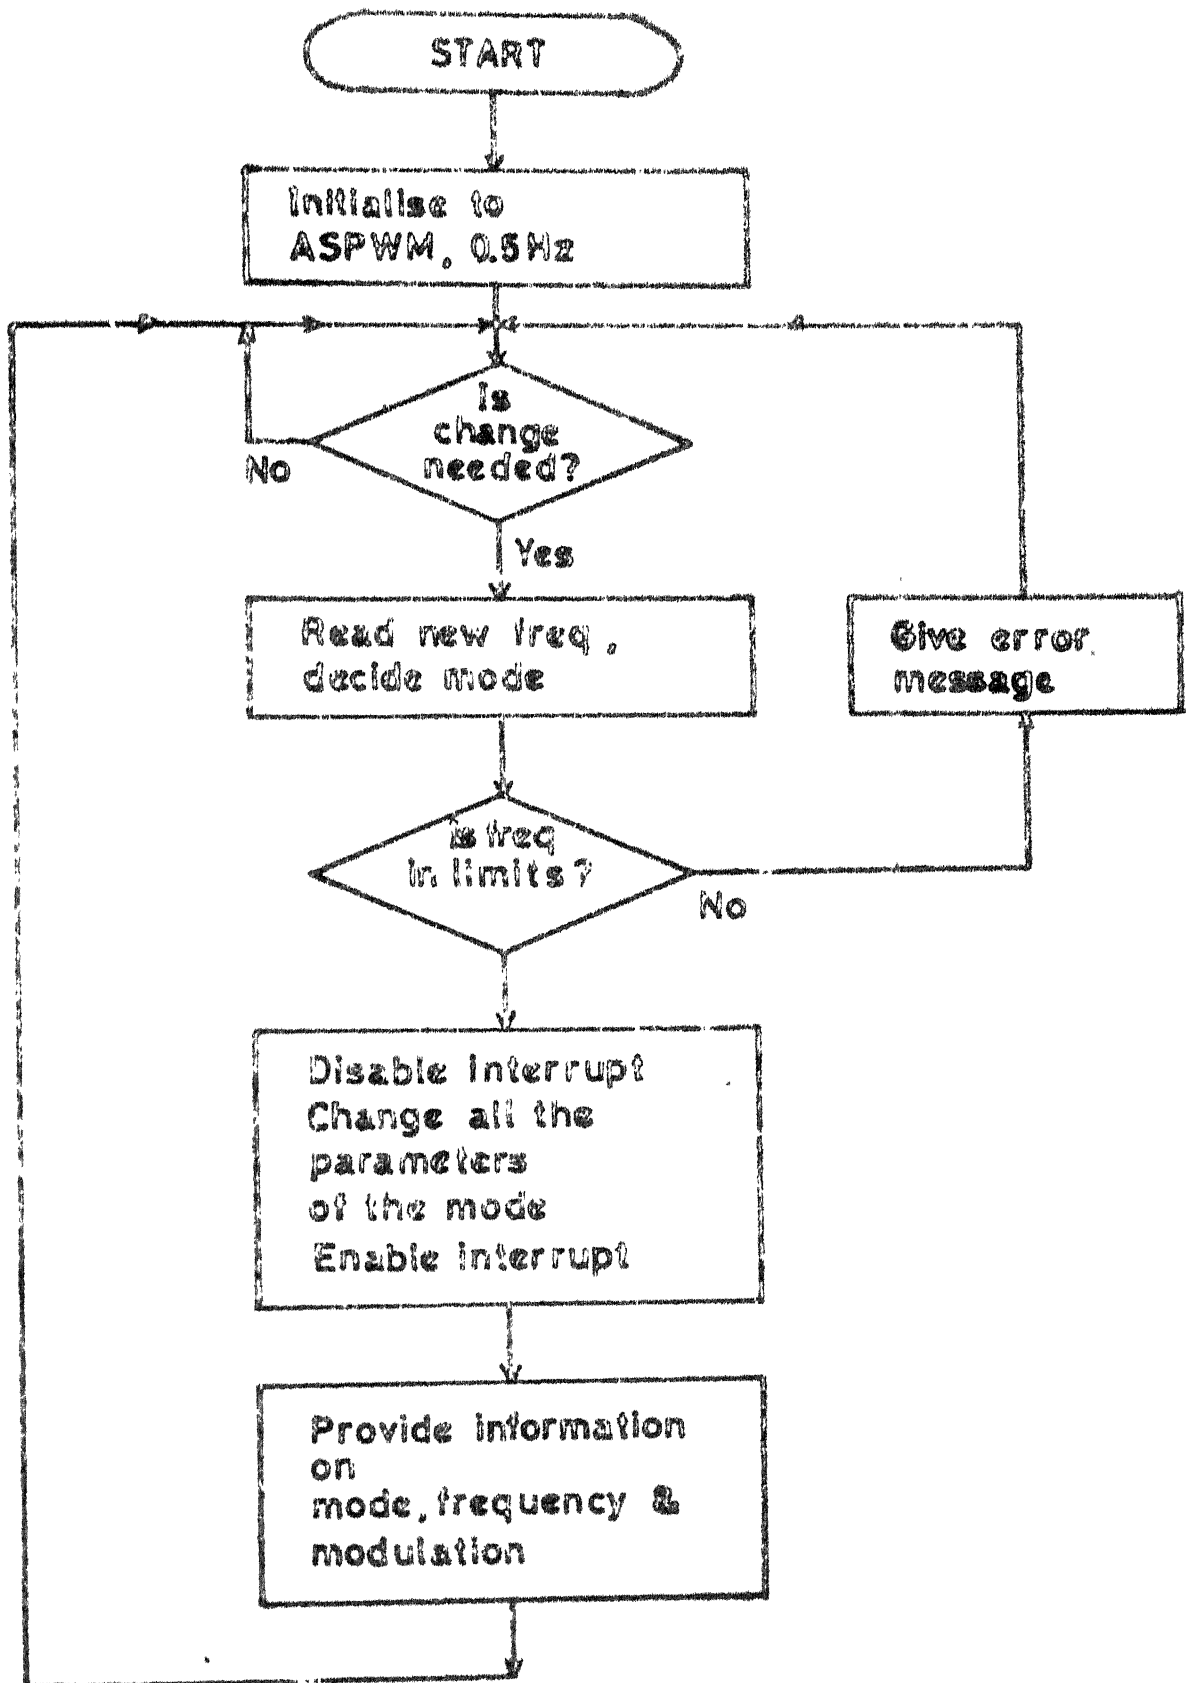 START
Initialise to
ASPWM, 0.5Hz
Is
change
needed?
No
Yes
Read new freq,
decide mode
Give error
message
is freq
in limits?
No
Disable interrupt
Change all the
parameters
of the mode
Enable interrupt
Provide information
on
mode, frequency &
modulation